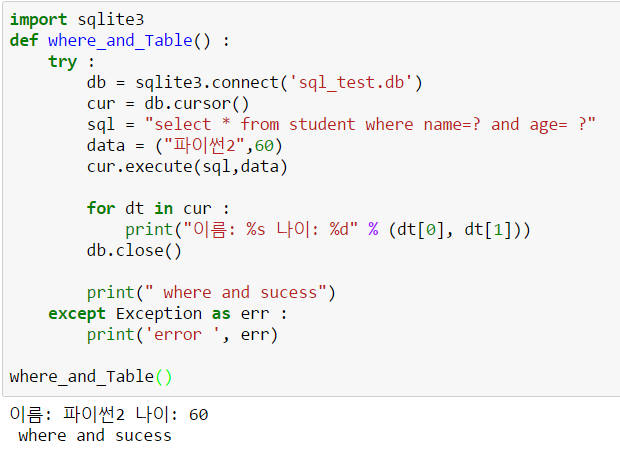 import sqlite3
def where_and_Table() :
    try :
        db = sqlite3.connect('sql_test.db')
        cur = db.cursor()
        sql = "select * from student where name=? and age= ?"
        data = ("파이썬2",60)
        cur.execute(sql,data)

        for dt in cur :
            print("이름: %s 나이: %d" % (dt[0], dt[1]))
        db.close()

        print(" where and sucess")
    except Exception as err :
        print('error ', err)

where_and_Table()
이름: 파이썬2 나이: 60
 where and sucess